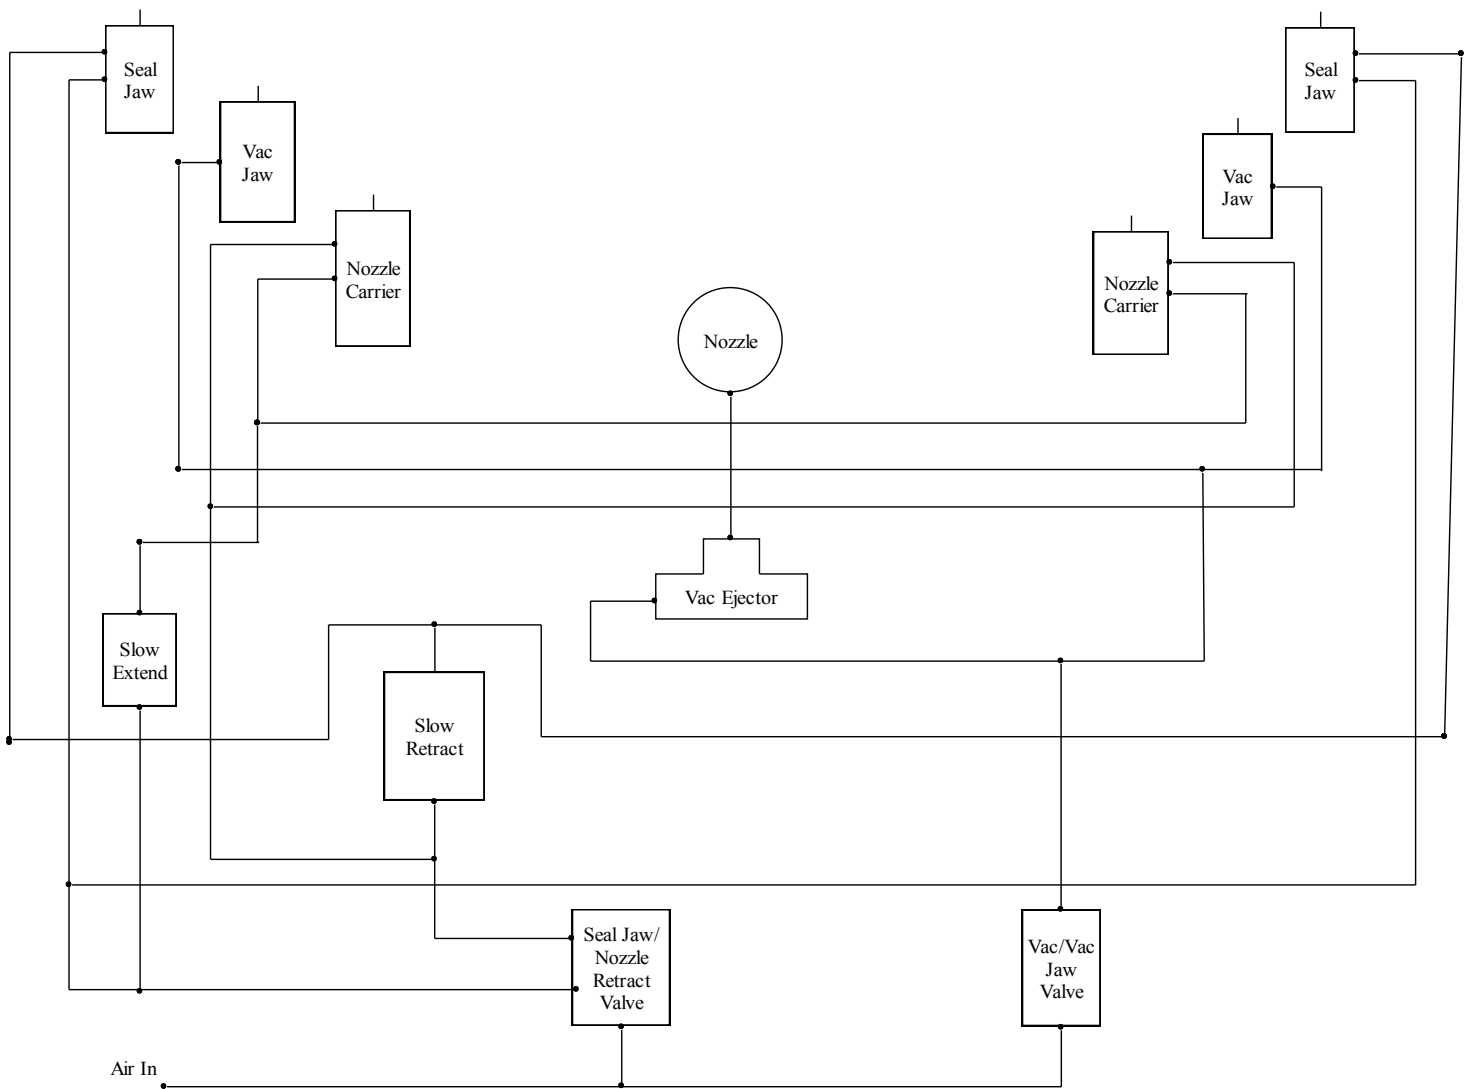 Seal
Jaw
Seal
Jaw
Vac
Jaw
Vac
Jaw
Nozzle
Carrier
Nozzle
Carrier
Nozzle
Vac Ejector
Slow
Extend
Slow
Retract
Seal Jaw/
Nozzle
Retract
Valve
Vac/Vac
Jaw
Valve
Air In